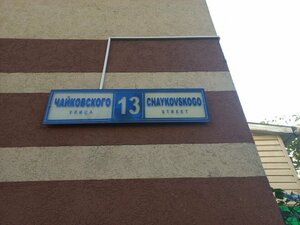 ЧАЙКОВСКОГО
УЛИЦА
13
CHAYKOVSKOGO
STREET